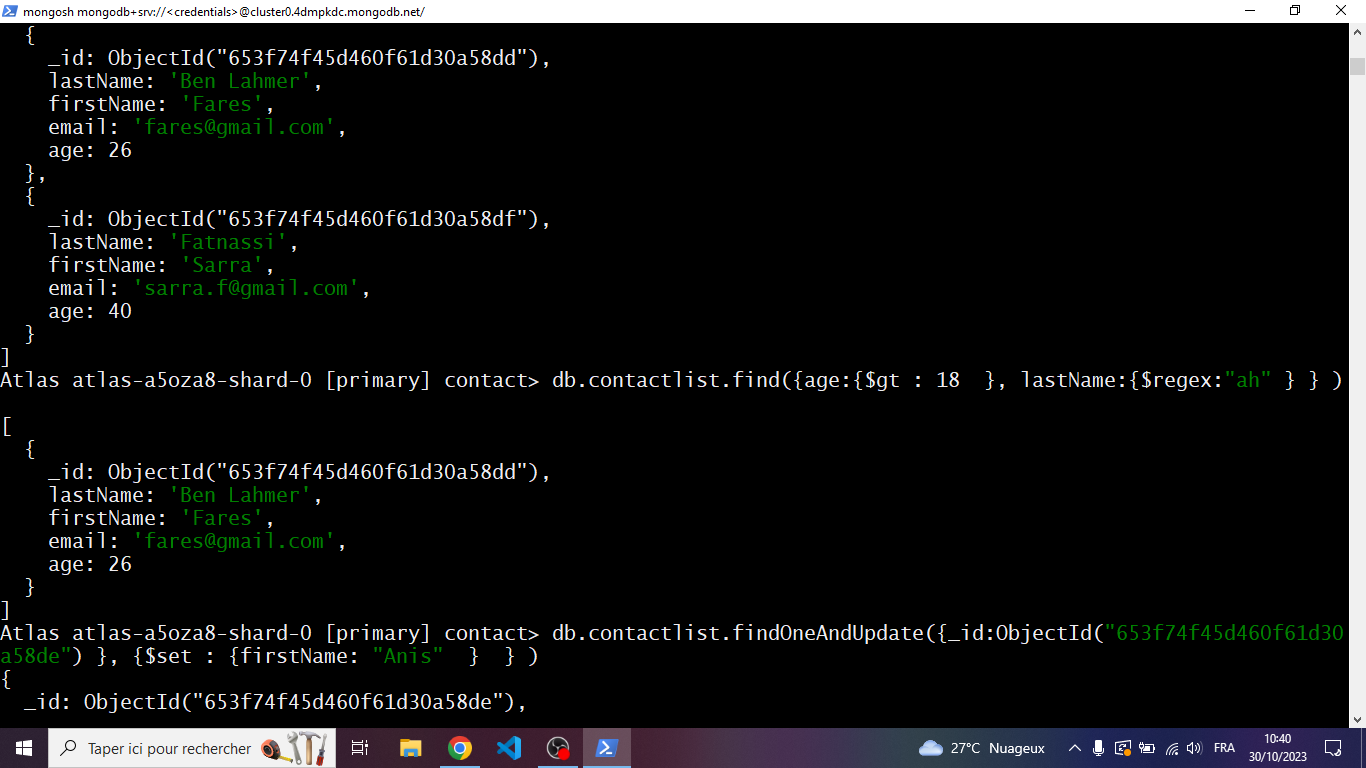 mongosh mongodb+srv://<credentials>@cluster0.4dmpkdc.mongodb.net/
{
_id: ObjectId("653f74f45d460f61d30a58dd"),
lastName: 'Ben Lahmer',
firstName: 'Fares',
email: 'fares@gmail.com',
age: 26
},
{
_id: ObjectId("653f74f45d460f61d30a58df"),
lastName: 'Fatnassi',
firstName: 'Sarra',
email: 'sarra.f@gmail.com',
age: 40
}
]
Atlas atlas-a5oza8-shard-0 [primary] contact> db.contactlist.find({age:{$gt : 18  }, lastName:{$regex:"ah" } } )
[
{
_id: ObjectId("653f74f45d460f61d30a58dd"),
lastName: 'Ben Lahmer',
firstName: 'Fares',
email: 'fares@gmail.com',
age: 26
}
]
Atlas atlas-a5oza8-shard-0 [primary] contact> db.contactlist.findOneAndUpdate({_id:ObjectId("653f74f45d460f61d30
a58de") }, {$set : {firstName: "Anis"  }  } )
{
_id: ObjectId("653f74f45d460f61d30a58de"),
Taper ici pour rechercher
27°C Nuageux
FRA
10:40
30/10/2023